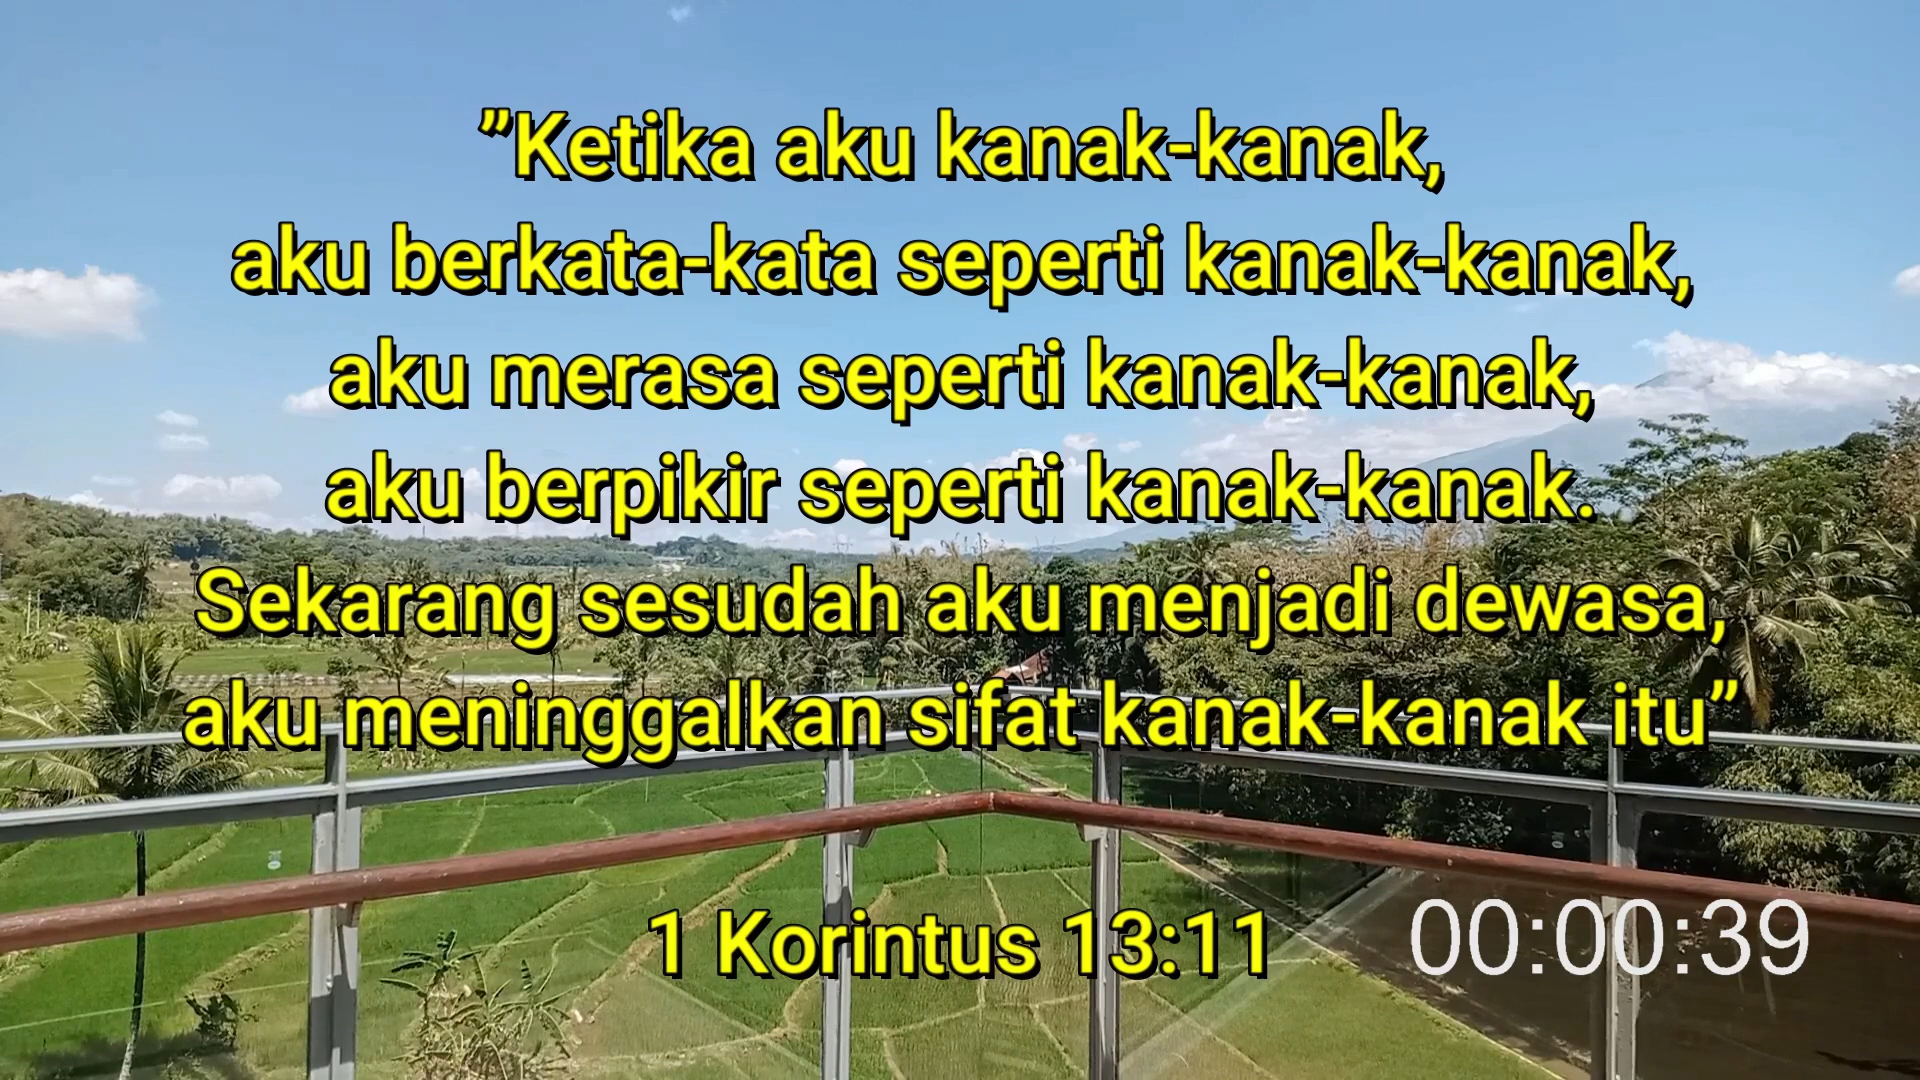 ”Ketika aku kanak-kanak,
aku berkata-kata seperti kanak-kanak,
aku merasa seperti kanak-kanak,
aku berpikir seperti kanak-kanak.
Sekarang sesudah aku menjadi dewasa,
aku meninggalkan sifat kanak-kanak itu”
1 Korintus 13:11
00:00:39